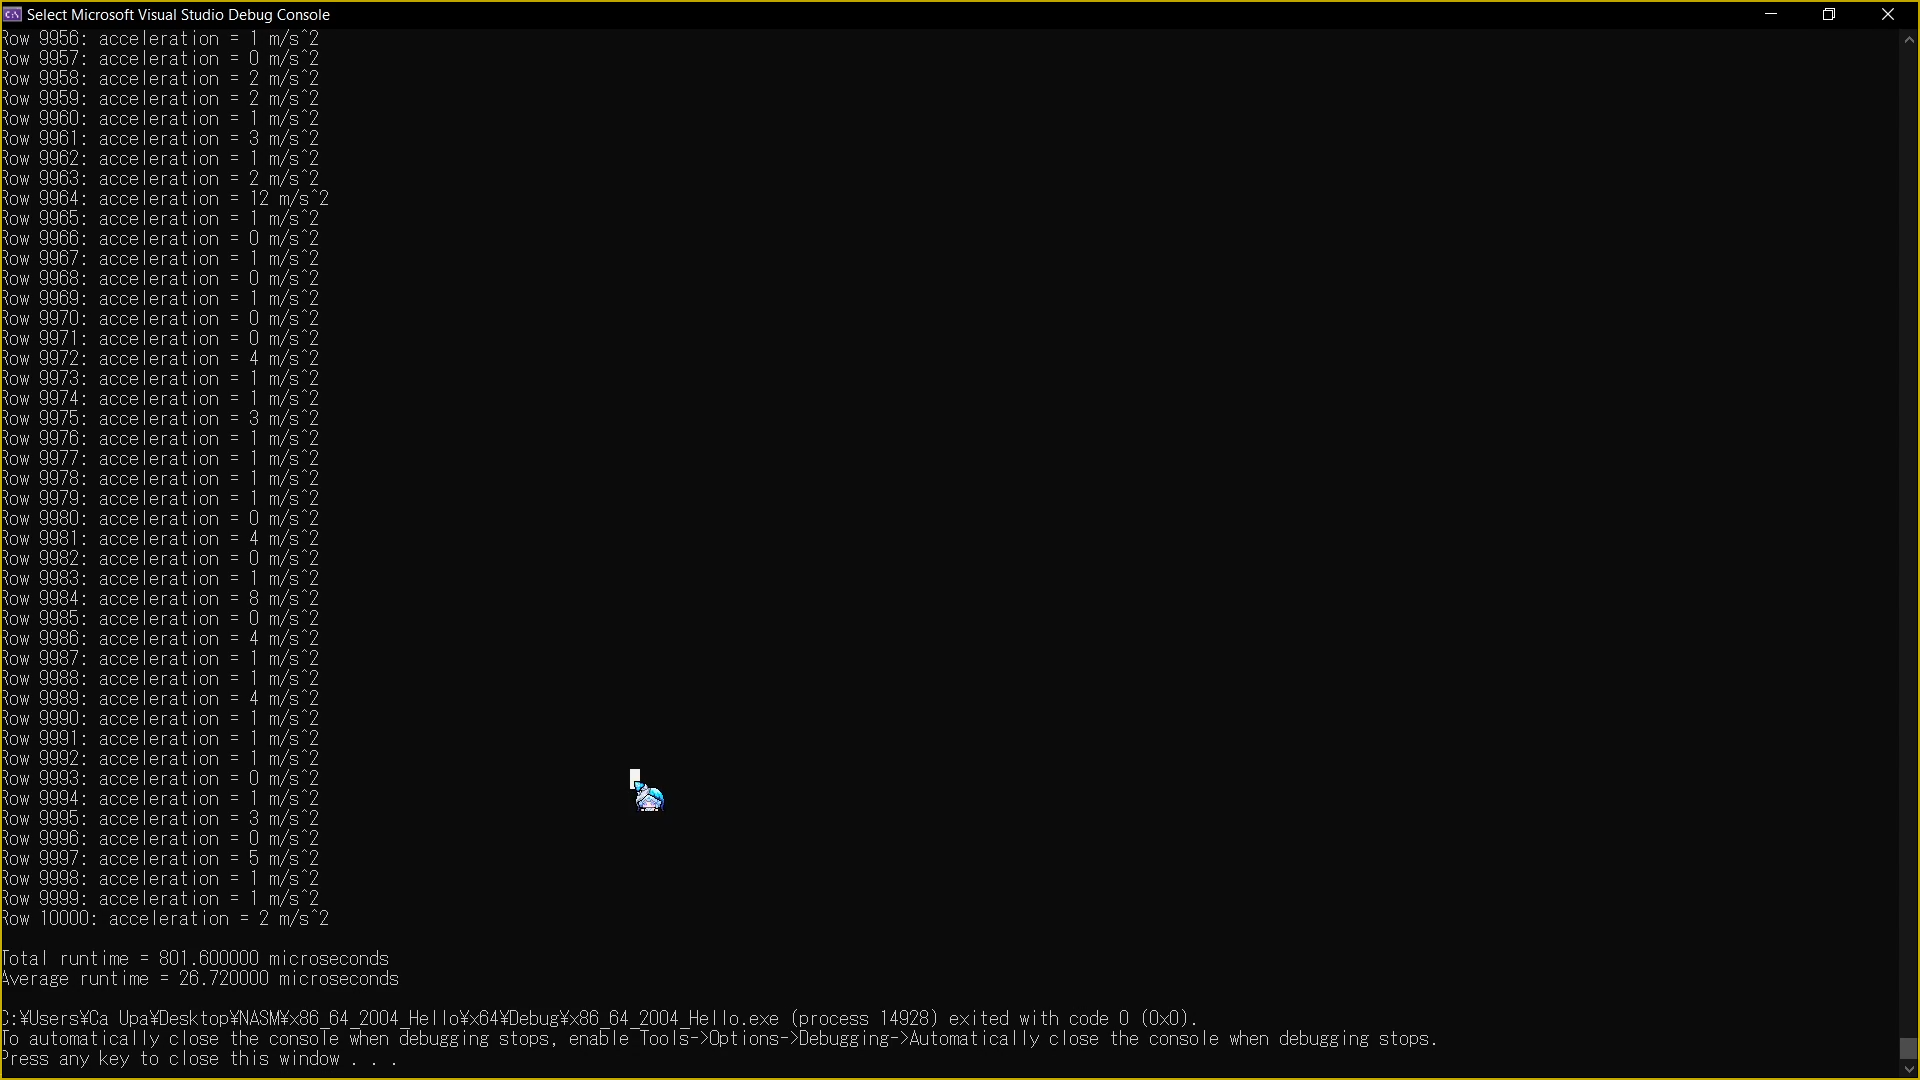 Select Microsoft Visual Studio Debug Console
Row 9956: acceleration = 1 m/s^2
Row 9957: acceleration = 0 m/s^2
Row 9958: acceleration = 2 m/s^2
Row 9959: acceleration = 2 m/s^2
Row 9960: acceleration = 1 m/s^2
Row 9961: acceleration = 3 m/s^2
Row 9962: acceleration = 1 m/s^2
Row 9963: acceleration = 2 m/s^2
Row 9964: acceleration = 12 m/s^2
Row 9965: acceleration = 1 m/s^2
Row 9966: acceleration = 0 m/s^2
Row 9967: acceleration = 1 m/s^2
Row 9968: acceleration = 0 m/s^2
Row 9969: acceleration = 1 m/s^2
Row 9970: acceleration = 0 m/s^2
Row 9971: acceleration = 0 m/s^2
Row 9972: acceleration = 4 m/s^2
Row 9973: acceleration = 1 m/s^2
Row 9974: acceleration = 1 m/s^2
Row 9975: acceleration = 3 m/s^2
Row 9976: acceleration = 1 m/s^2
Row 9977: acceleration = 1 m/s^2
Row 9978: acceleration = 1 m/s^2
Row 9979: acceleration = 1 m/s^2
Row 9980: acceleration = 0 m/s^2
Row 9981: acceleration = 4 m/s^2
Row 9982: acceleration = 0 m/s^2
Row 9983: acceleration = 1 m/s^2
Row 9984: acceleration = 8 m/s^2
Row 9985: acceleration = 0 m/s^2
Row 9986: acceleration = 4 m/s^2
Row 9987: acceleration = 1 m/s^2
Row 9988: acceleration = 1 m/s^2
Row 9989: acceleration = 4 m/s^2
Row 9990: acceleration = 1 m/s^2
Row 9991: acceleration = 1 m/s^2
Row 9992: acceleration = 1 m/s^2
Row 9993: acceleration = 0 m/s^2
Row 9994: acceleration = 1 m/s^2
Row 9995: acceleration = 3 m/s^2
Row 9996: acceleration = 0 m/s^2
Row 9997: acceleration = 5 m/s^2
Row 9998: acceleration = 1 m/s^2
Row 9999: acceleration = 1 m/s^2
Row 10000: acceleration = 2 m/s^2
Total runtime = 801.600000 microseconds
Average runtime = 26.720000 microseconds
C:¥Users¥Ca Upa¥Desktop¥NASM¥x86_64_2004_Hello¥x64¥Debug¥x86_64_2004_Hello.exe (process 14928) exited with code 0 (0x0).
To automatically close the console when debugging stops, enable Tools->Options->Debugging->Automatically close the console when debugging stops.
Press any key to close this window . . .